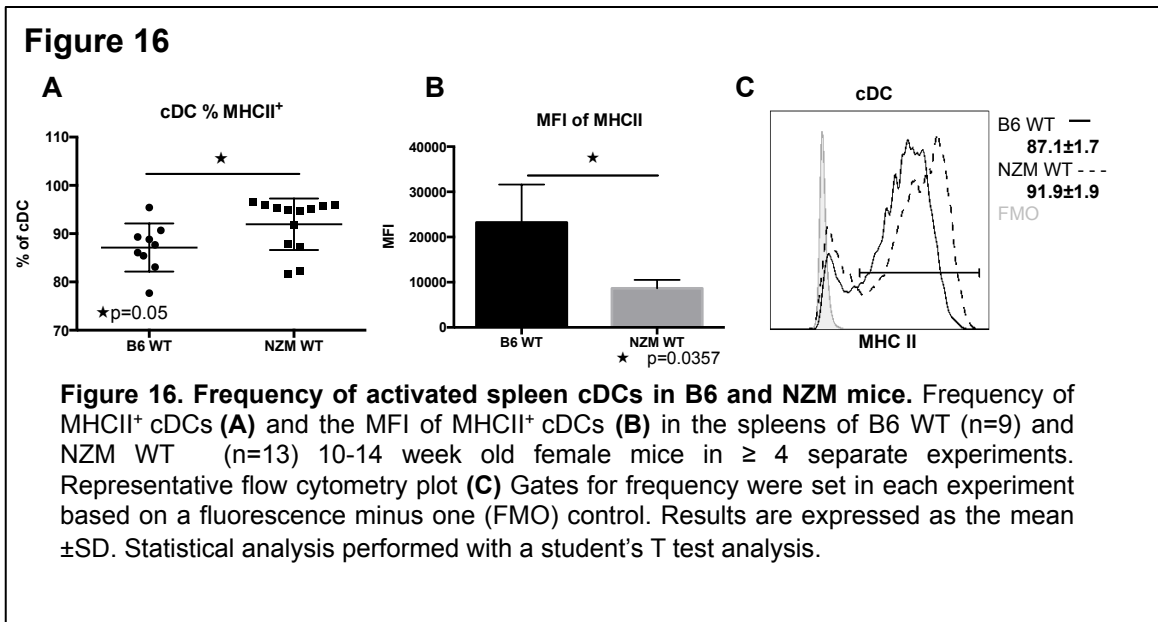 Figure 16
A
B
C
cDC % MHCII⁺
MFI of MHCII
cDC
110
100
90
80
70
% of cDC
★
★p=0.05
B6 WT
NZM WT
40000
30000
20000
10000
0
MFI
★
B6 WT
NZM WT
★ p=0.0357
MHC II
B6 WT —
87.1±1.7
NZM WT - - -
91.9±1.9
FMO
Figure 16. Frequency of activated spleen cDCs in B6 and NZM mice. Frequency of
MHCII⁺ cDCs (A) and the MFI of MHCII⁺ cDCs (B) in the spleens of B6 WT (n=9) and
NZM WT (n=13) 10-14 week old female mice in ≥ 4 separate experiments.
Representative flow cytometry plot (C) Gates for frequency were set in each experiment
based on a fluorescence minus one (FMO) control. Results are expressed as the mean
±SD. Statistical analysis performed with a student's T test analysis.